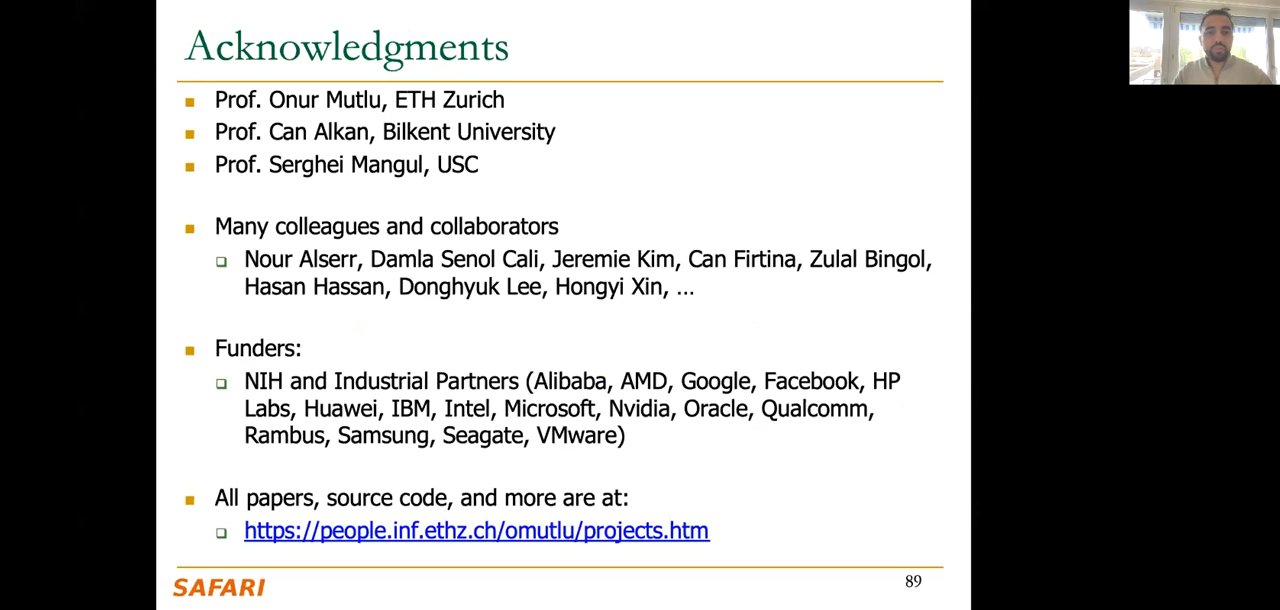 Acknowledgments
Prof. Onur Mutlu, ETH Zurich
Prof. Can Alkan, Bilkent University
Prof. Serghei Mangul, USC
Many colleagues and collaborators
Nour Alserr, Damla Senol Cali, Jeremie Kim, Can Firtina, Zulal Bingol,
Hasan Hassan, Donghyuk Lee, Hongyi Xin, ...
Funders:
NIH and Industrial Partners (Alibaba, AMD, Google, Facebook, HP
Labs, Huawei, IBM, Intel, Microsoft, Nvidia, Oracle, Qualcomm,
Rambus, Samsung, Seagate, VMware)
All papers, source code, and more are at:
https://people.inf.ethz.ch/omutlu/projects.htm
SAFARI
89